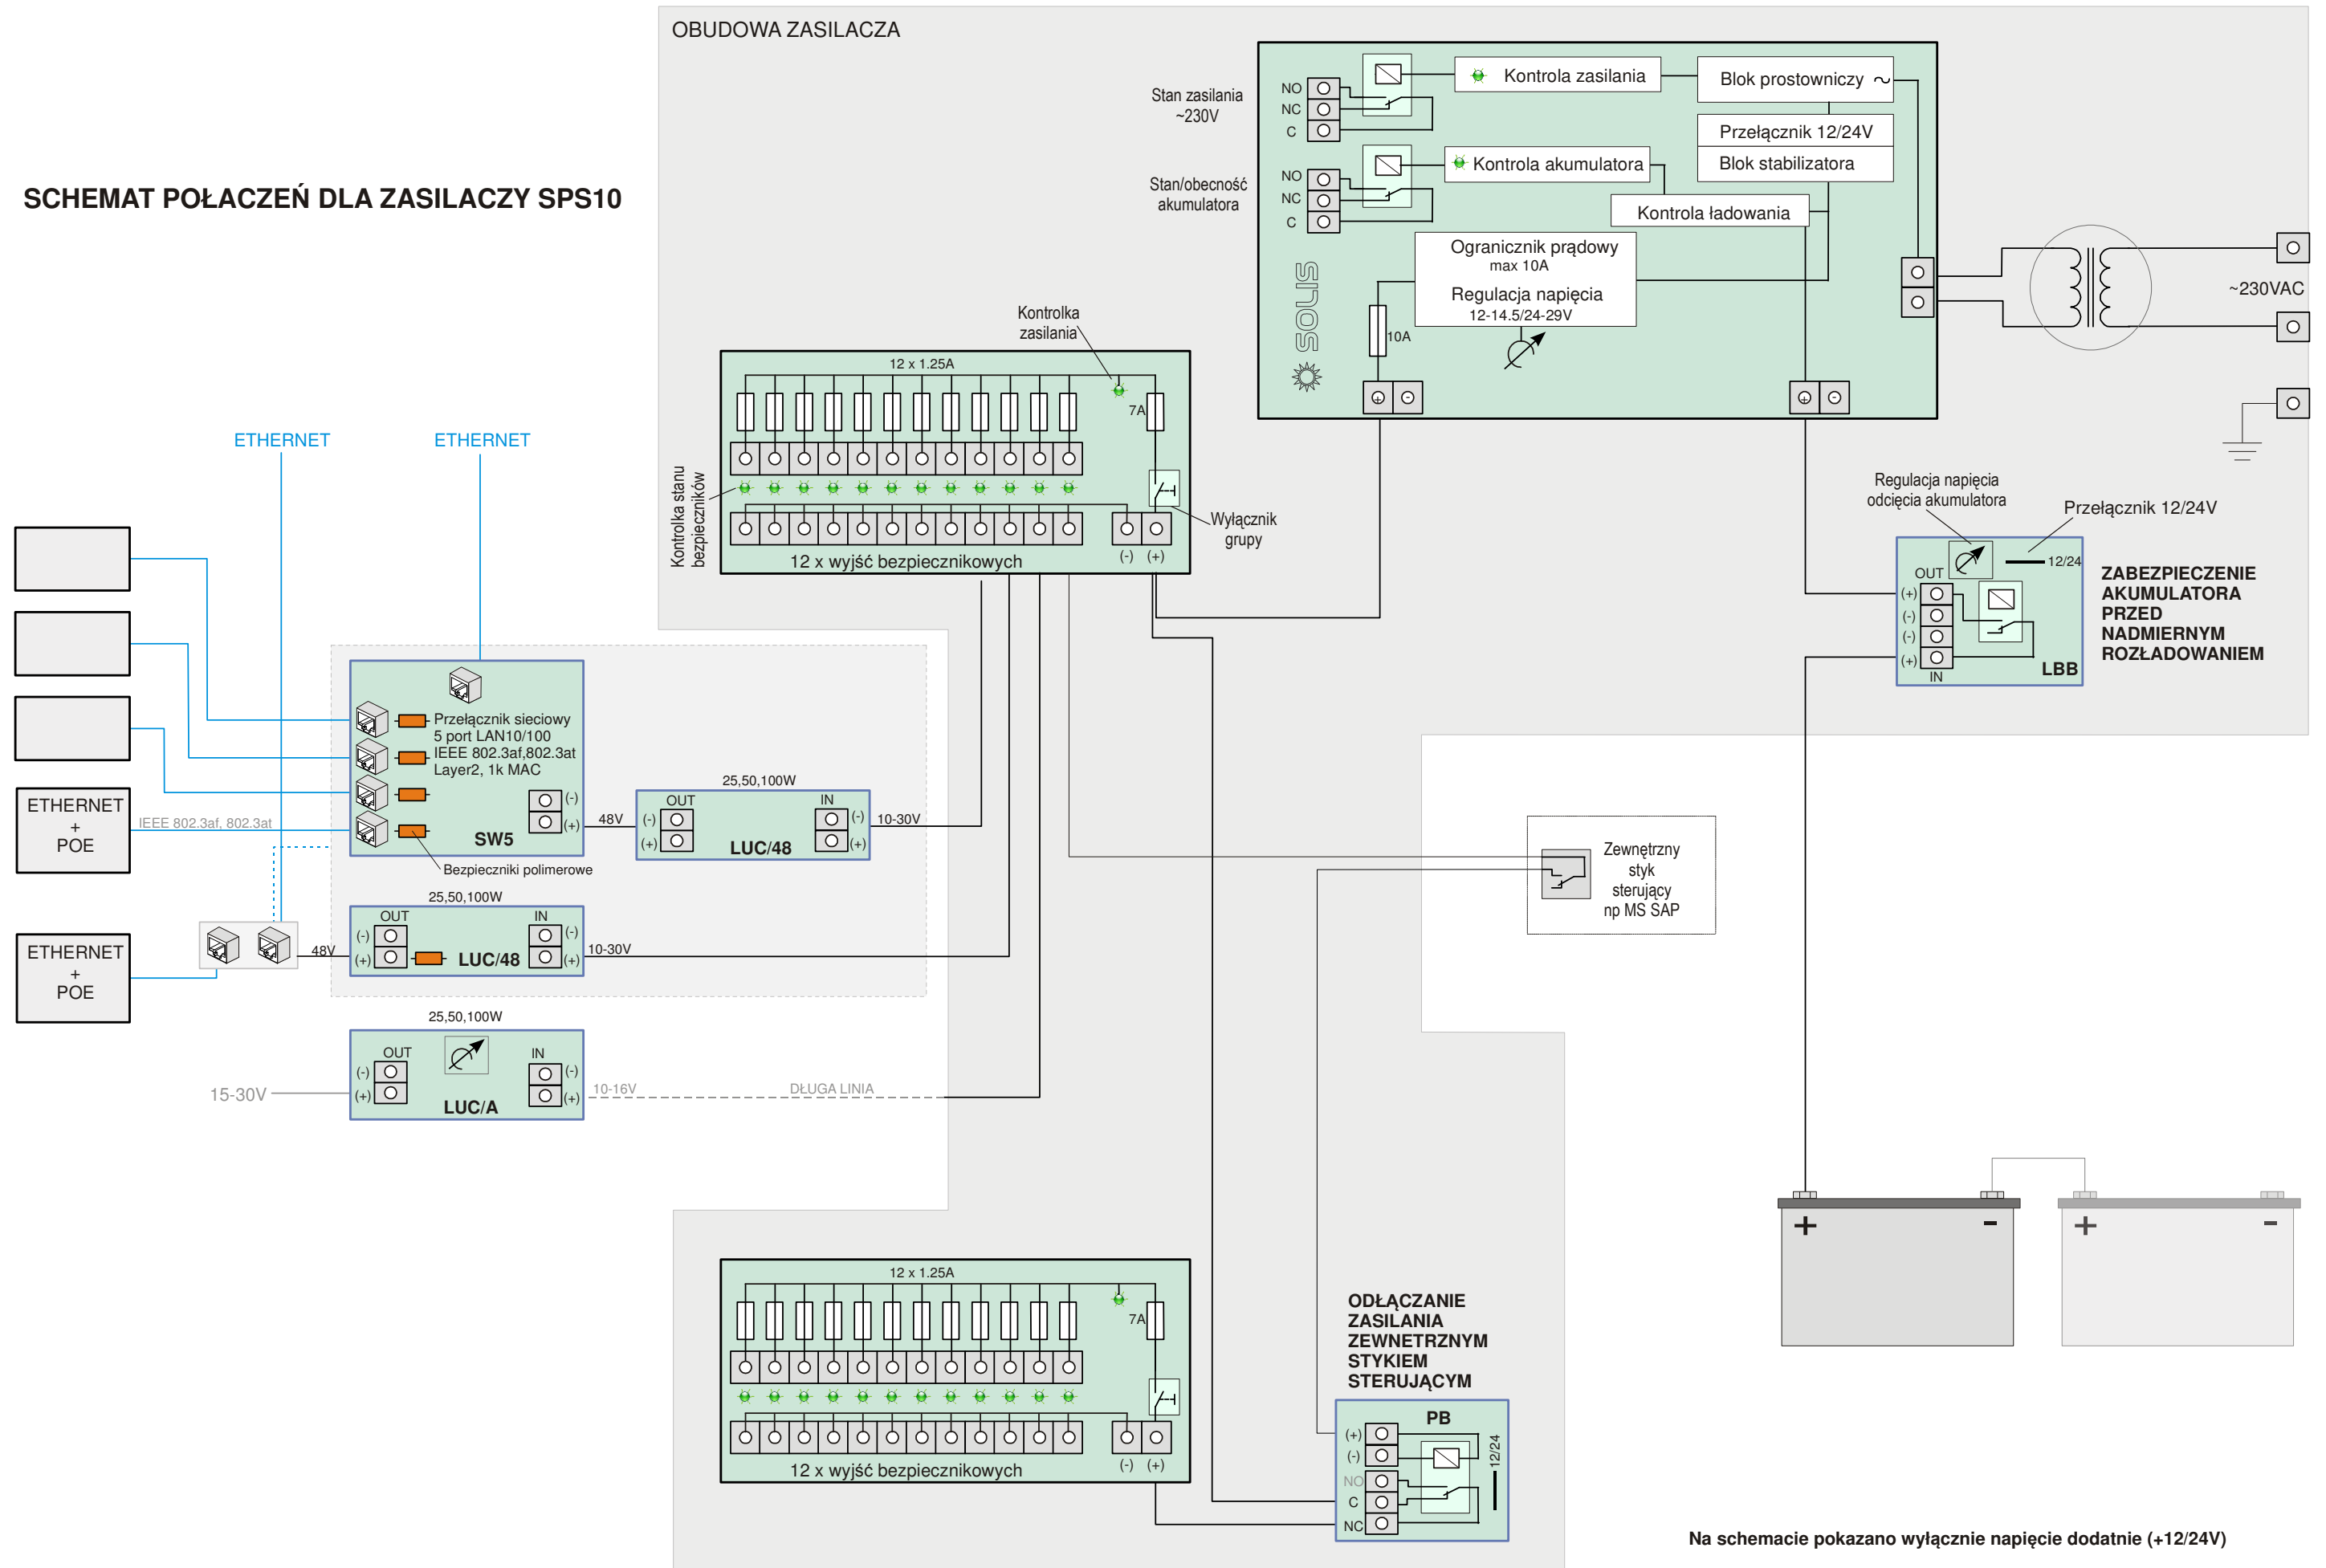 OBUDOWA ZASILACZA
SCHEMAT POŁACZEŃ DLA ZASILACZY SPS10
Stan zasilania
~230V
NO
NC
C
Kontrola zasilania
Blok prostowniczy ~
Przełącznik 12/24V
Blok stabilizatora
Stan/obecność
akumulatora
NO
NC
C
Kontrola akumulatora
Kontrola ładowania
Ogranicznik prądowy
max 10A
Regulacja napięcia
12-14.5/24-29V
SOLIS
10A
+ -
+ -
~230VAC
Kontrolka
zasilania
12 x 1.25A
7A
Kontrolka stanu
bezpieczników
Wyłącznik
grupy
12 x wyjść bezpiecznikowych
(-) (+)
Regulacja napięcia
odcięcia akumulatora
Przełącznik 12/24V
12/24
OUT
(+)
(-)
(-)
(+)
IN
LBB
ZABEZPIECZENIE
AKUMULATORA
PRZED
NADMIERNYM
ROZŁADOWANIEM
ETHERNET
ETHERNET
Przełącznik sieciowy
5 port LAN10/100
IEEE 802.3af,802.3at
Layer2, 1k MAC
(-)
(+)
SW5
Bezpieczniki polimerowe
ETHERNET
+
POE
IEEE 802.3af, 802.3at
48V
25,50,100W
OUT
IN
(-)
(+)
(-)
(+)
LUC/48
10-30V
ETHERNET
+
POE
48V
25,50,100W
OUT
IN
(-)
(+)
(-)
(+)
LUC/48
10-30V
25,50,100W
OUT
IN
(-)
(+)
(-)
(+)
LUC/A
15-30V
10-16V
DŁUGA LINIA
Zewnętrzny
styk
sterujący
np MS SAP
+ -
+ -
12 x 1.25A
7A
12 x wyjść bezpiecznikowych
(-) (+)
ODŁĄCZANIE
ZASILANIA
ZEWNETRZNYM
STYKIEM
STERUJĄCYM
PB
(+)
(-)
NO
C
NC
12/24
Na schemacie pokazano wyłącznie napięcie dodatnie (+12/24V)